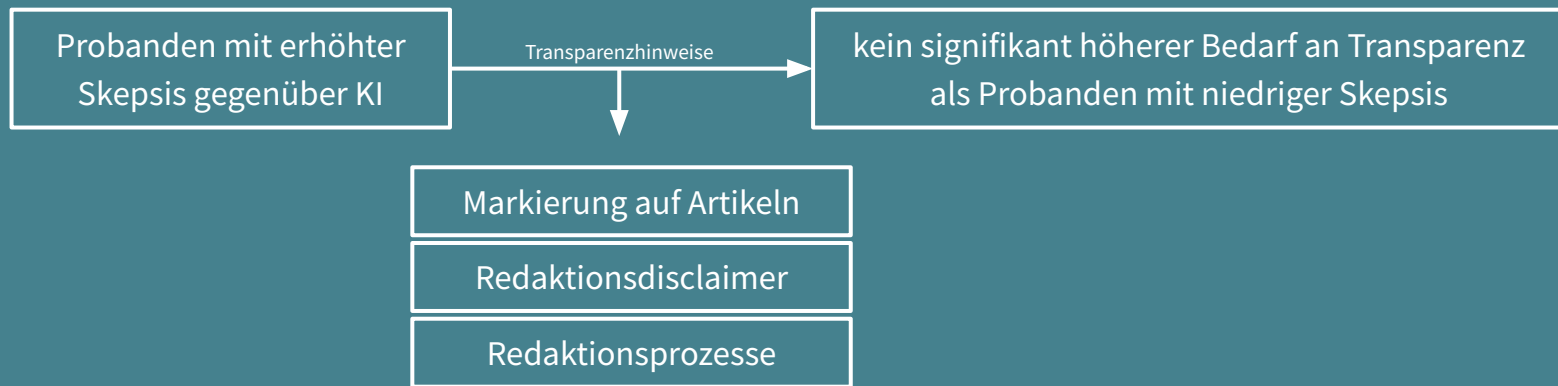 Probanden mit erhöhter
Skepsis gegenüber KI
Transparenzhinweise
kein signifikant höherer Bedarf an Transparenz
als Probanden mit niedriger Skepsis
Markierung auf Artikeln
Redaktionsdisclaimer
Redaktionsprozesse